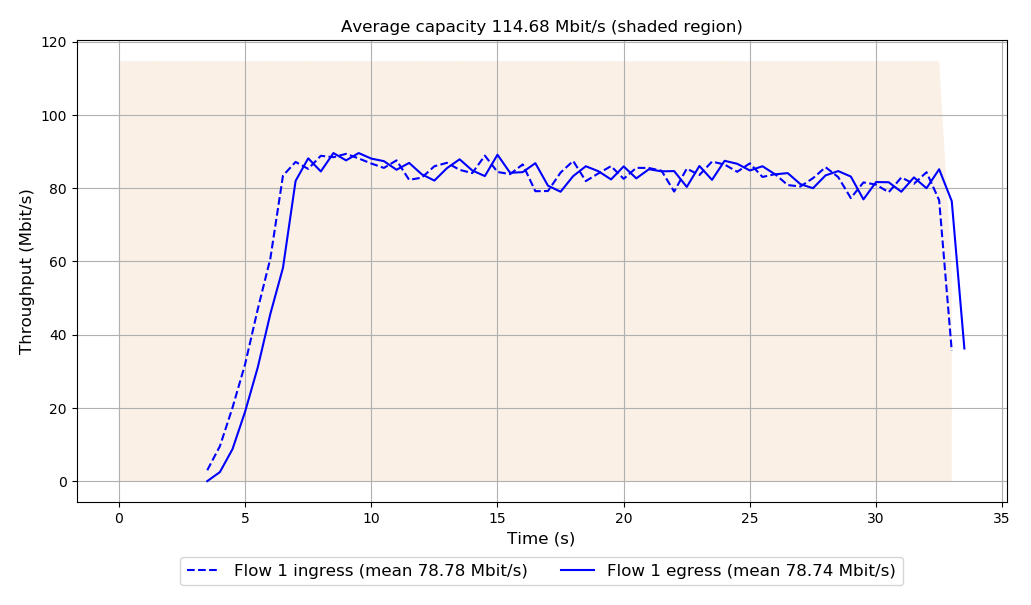 Average capacity 114.68 Mbit/s (shaded region)
Throughput (Mbit/s)
120
100
80
60
40
20
0
0 5 10 15 20 25 30 35
Time (s)
Flow 1 ingress (mean 78.78 Mbit/s) Flow 1 egress (mean 78.74 Mbit/s)